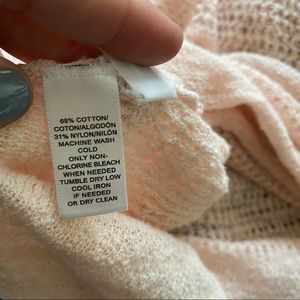 69% COTTON/
COTON/ALGODÓN
31% NYLON/NILÓN
MACHINE WASH
COLD
ONLY NON-
CHLORINE BLEACH
WHEN NEEDED
TUMBLE DRY LOW
COOL IRON
IF NEEDED
OR DRY CLEAN